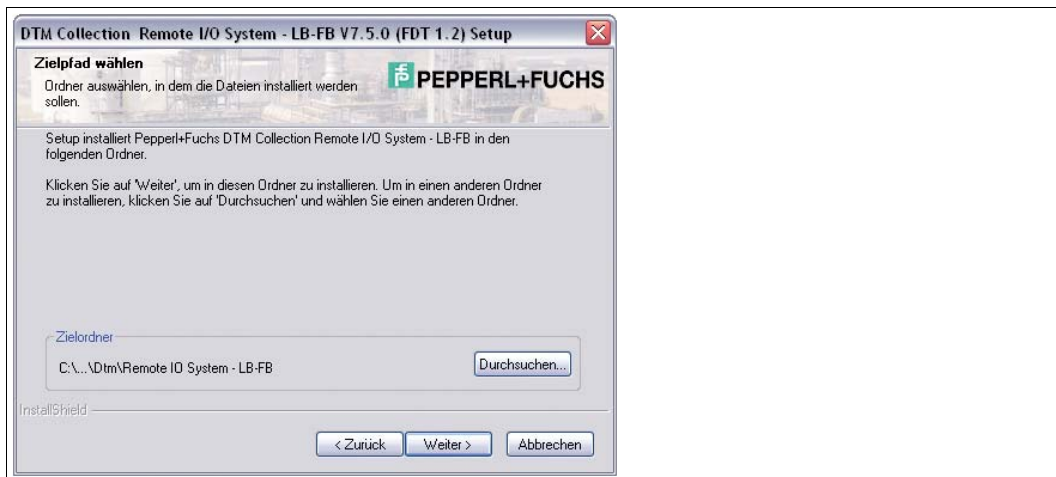 DTM Collection Remote I/O System - LB-FB V7.5.0 (FDT 1.2) Setup
Zielpfad wählen
Ordner auswählen, in dem die Dateien installiert werden
sollen.
PEPPERL+FUCHS
Setup installiert Pepperl+Fuchs DTM Collection Remote I/O System - LB-FB in den
folgenden Ordner.
Klicken Sie auf 'Weiter', um in diesen Ordner zu installieren. Um in einen anderen Ordner
zu installieren, klicken Sie auf 'Durchsuchen' und wählen Sie einen anderen Ordner.
Zielordner
C:\...\Dtm\Remote IO System - LB-FB
Durchsuchen...
InstallShield
< Zurück
Weiter >
Abbrechen